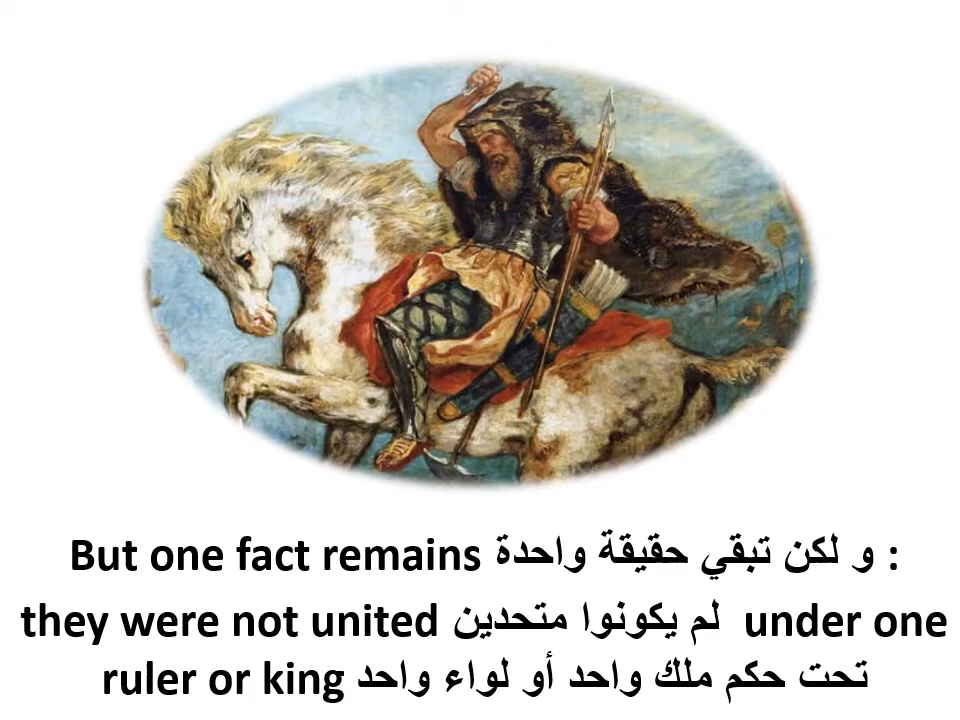 But one fact remains و لكن تبقي حقيقة واحدة :
they were not united لم يكونوا متحدين under one
ruler or king تحت حكم ملك واحد أو لواء واحد